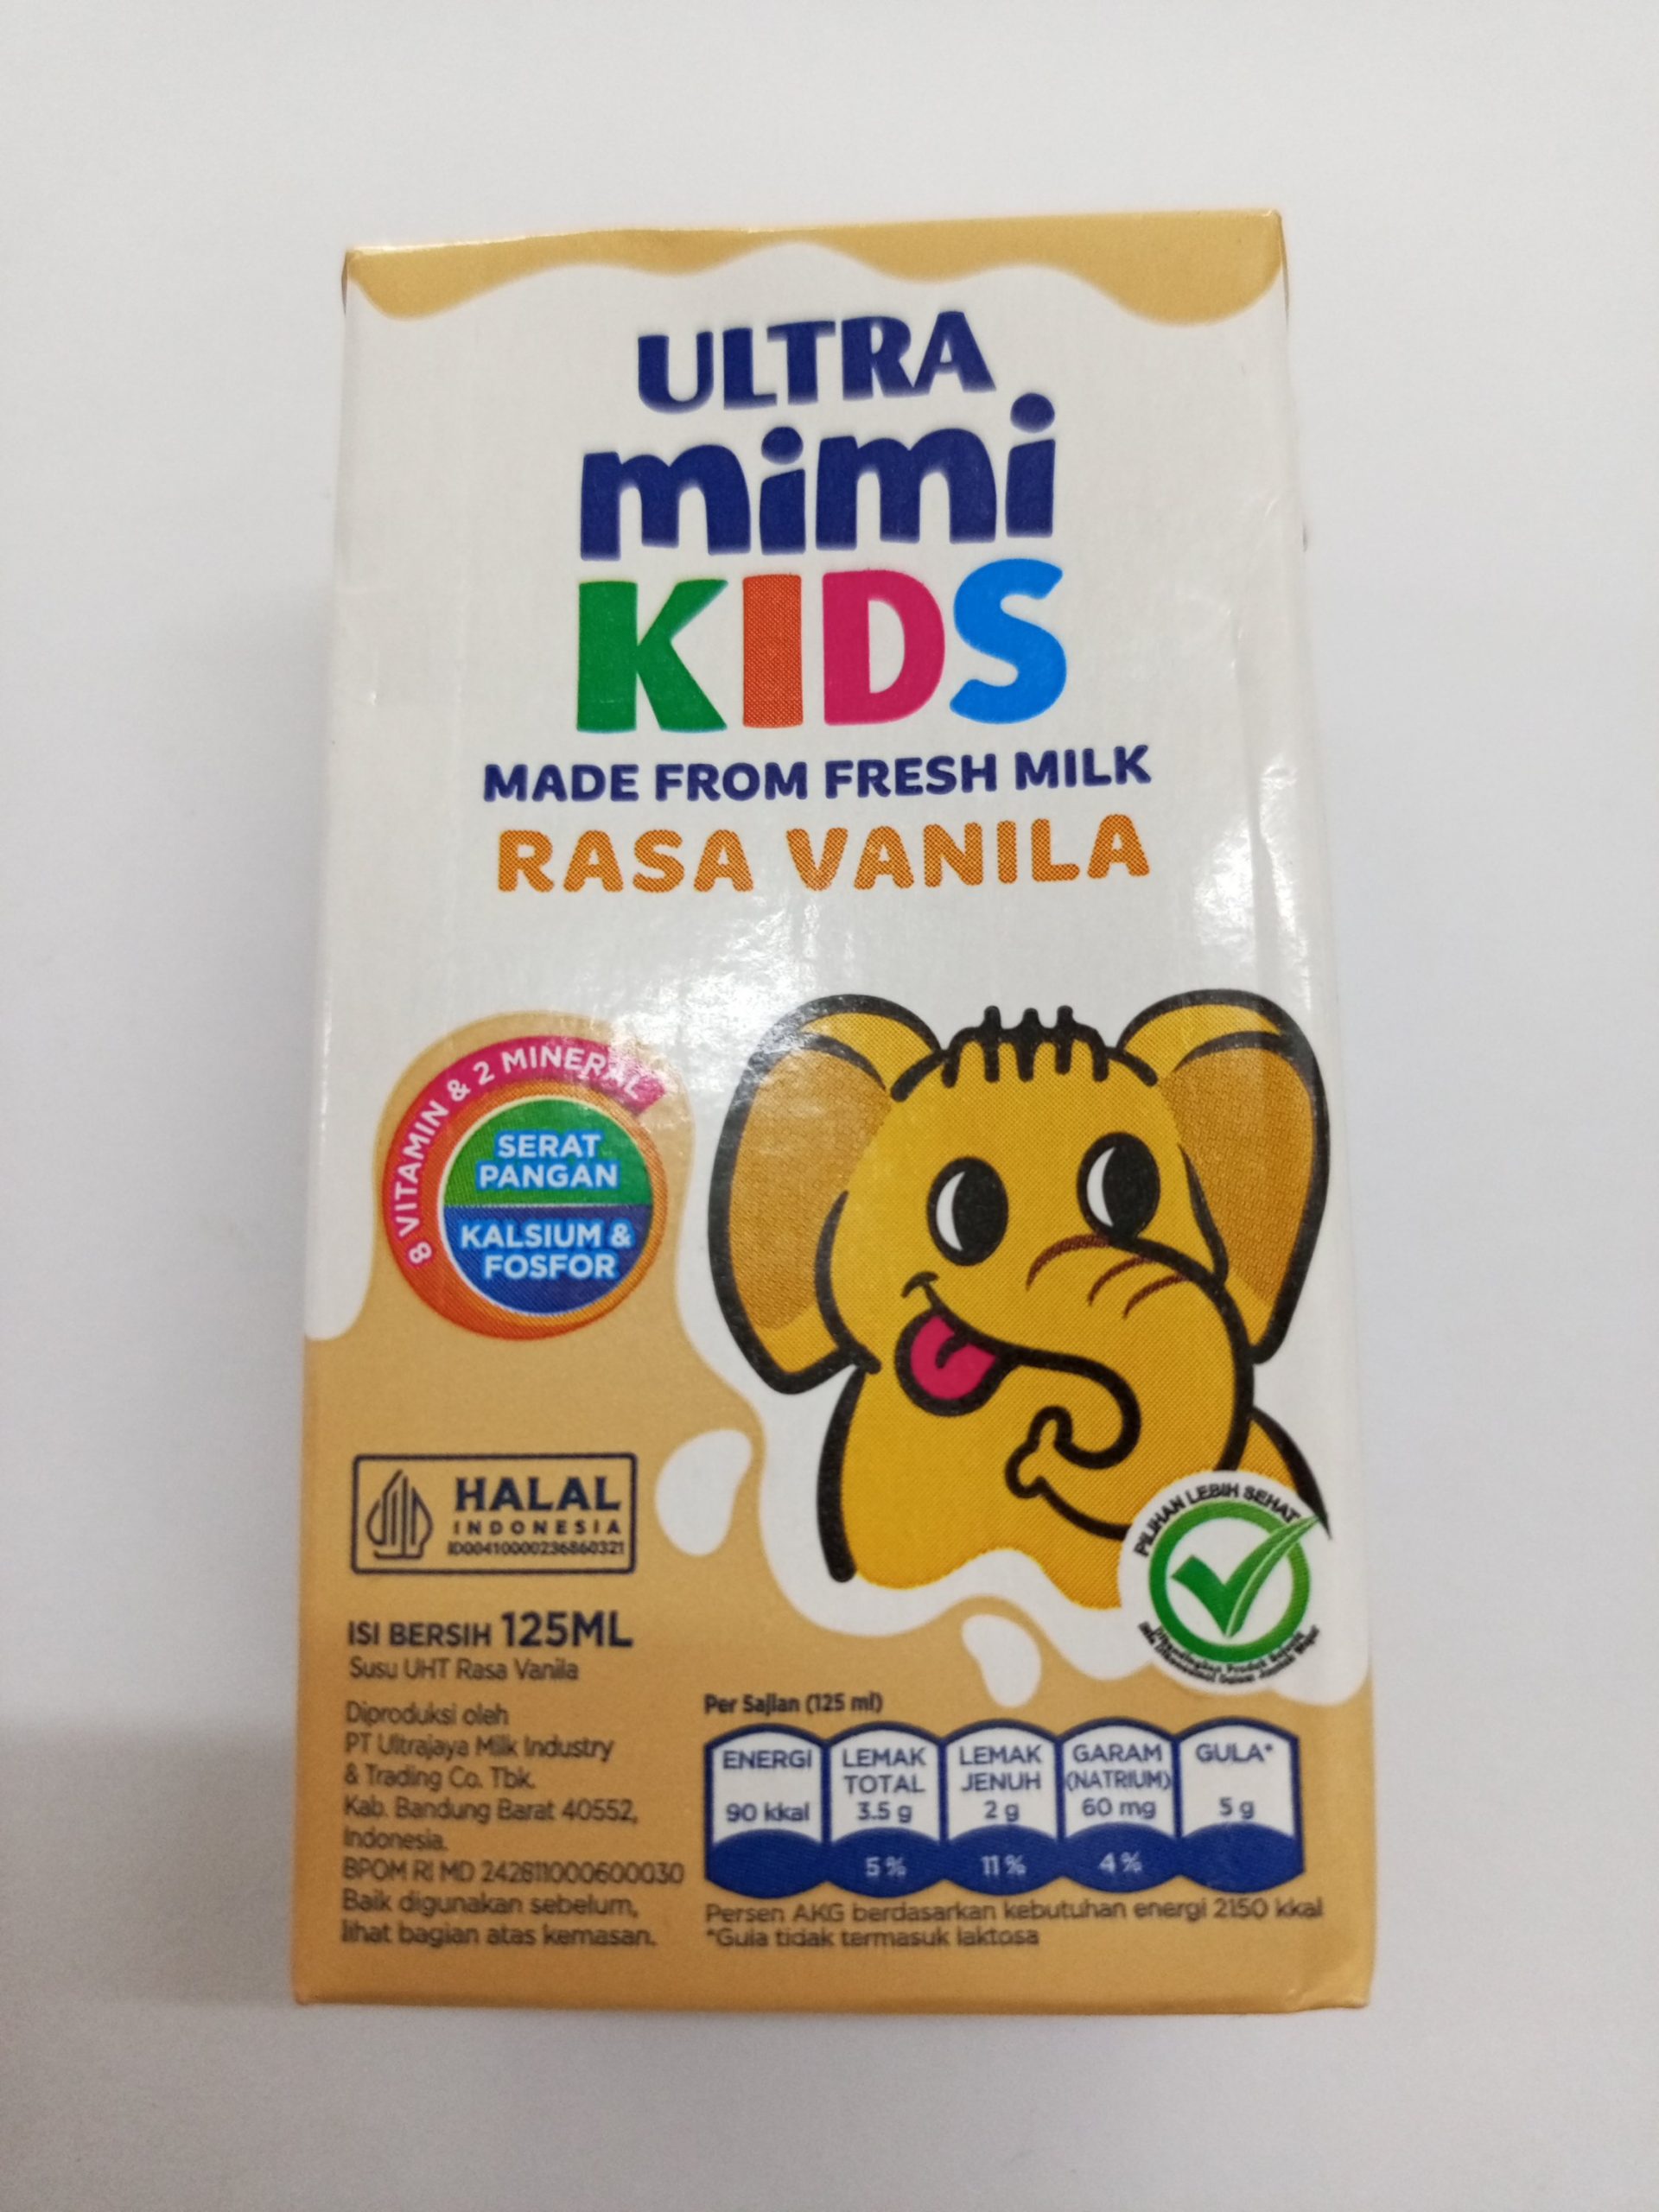 ULTRA
mimi
KIDS
MADE FROM FRESH MILK
RASA VANILA
8 VITAMIN & 2 MINERAL
SERAT
PANGAN
KALSIUM &
FOSFOR
HALAL
INDONESIA
ID00410000236860321
PILIHAN LEBIH SEHAT
ISI BERSIH 125ML
Susu UHT Rasa Vanila
Diproduksi oleh
PT Ultrajaya Milk Industry
& Trading Co. Tbk.
Kab. Bandung Barat 40552,
Indonesia.
BPOM RI MD 242811000600030
Baik digunakan sebelum,
lihat bagian atas kemasan.
Per Sajian (125 ml)
ENERGI LEMAK LEMAK GARAM GULA*
TOTAL JENUH (NATRIUM)
90 kkal 3.5 g 2 g 60 mg 5 g
5% 11% 4%
Persen AKG berdasarkan kebutuhan energi 2150 kkal
*Gula tidak termasuk laktosa